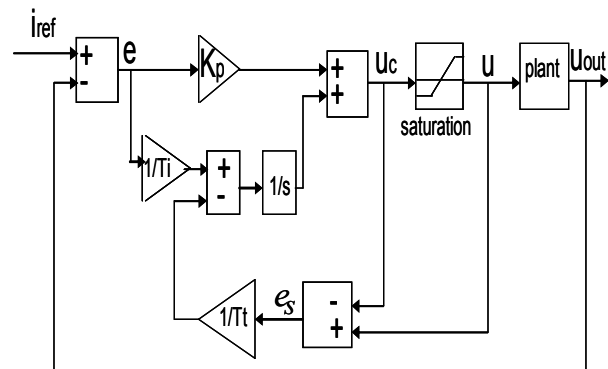 iref
+
-
e
Kp
+
+
uc
saturation
u
plant
uout
1/Ti
+
-
1/s
1/Tt
es
-
+